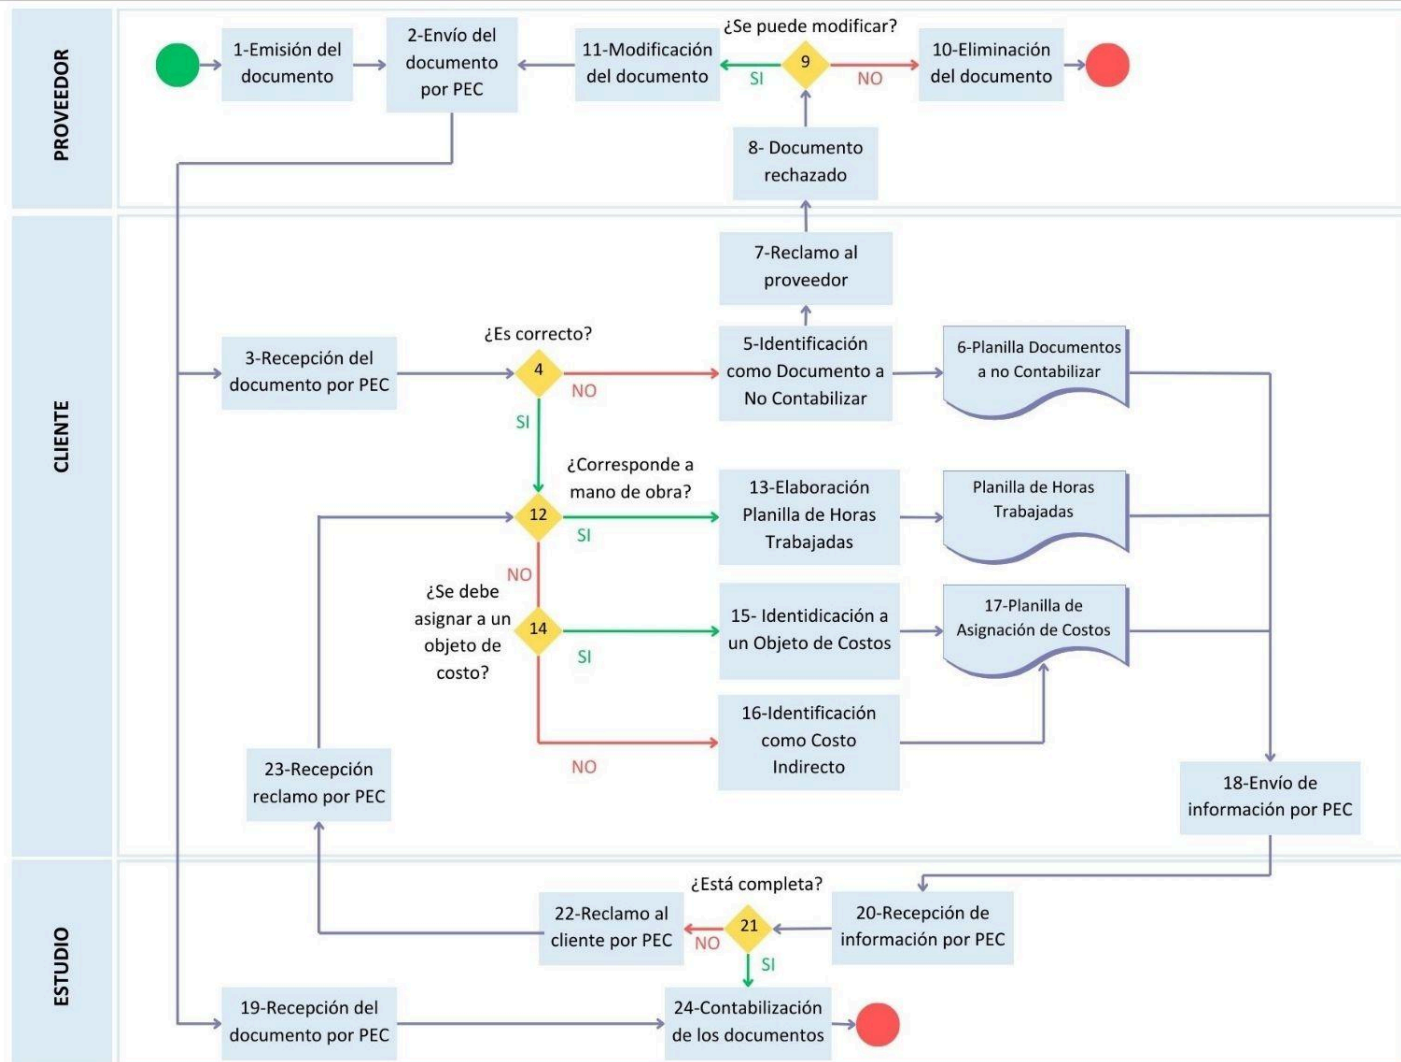 PROVEEDOR
1-Emisión del
documento
2-Envío del
documento
por PEC
11-Modificación
del documento
¿Se puede modificar?
9
SI
NO
10-Eliminación
del documento
8- Documento
rechazado
CLIENTE
7-Reclamo al
proveedor
3-Recepción del
documento por PEC
¿Es correcto?
4
NO
SI
5-Identificación
como Documento a
No Contabilizar
6-Planilla Documentos
a no Contabilizar
¿Corresponde a
mano de obra?
12
SI
NO
13-Elaboración
Planilla de Horas
Trabajadas
Planilla de Horas
Trabajadas
¿Se debe
asignar a un
objeto de
costo?
14
SI
NO
15- Identidicación a
un Objeto de Costos
17-Planilla de
Asignación de Costos
16-Identificación
como Costo
Indirecto
23-Recepción
reclamo por PEC
18-Envío de
información por PEC
ESTUDIO
22-Reclamo al
cliente por PEC
¿Está completa?
21
NO
SI
20-Recepción de
información por PEC
19-Recepción del
documento por PEC
24-Contabilización
de los documentos